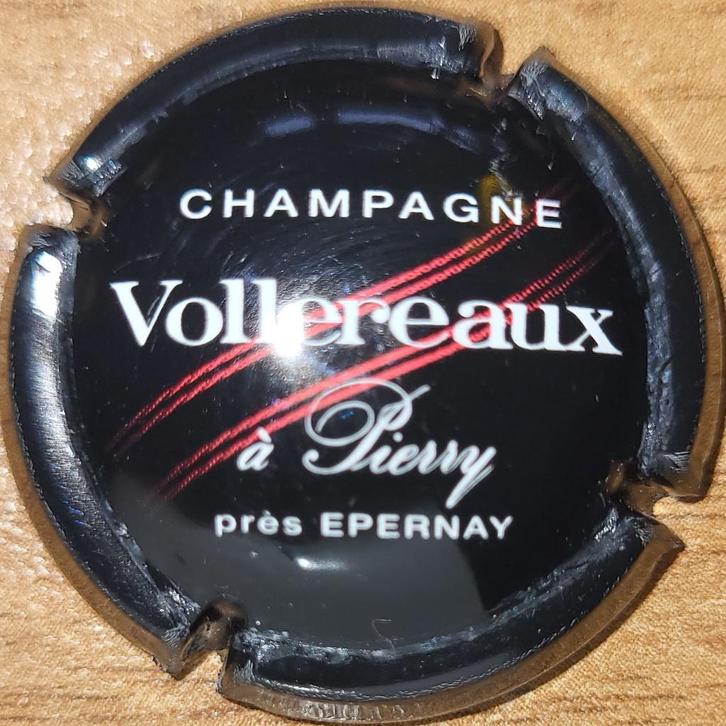 CHAMPAGNE
Vollereaux
à Pierry
près EPERNAY